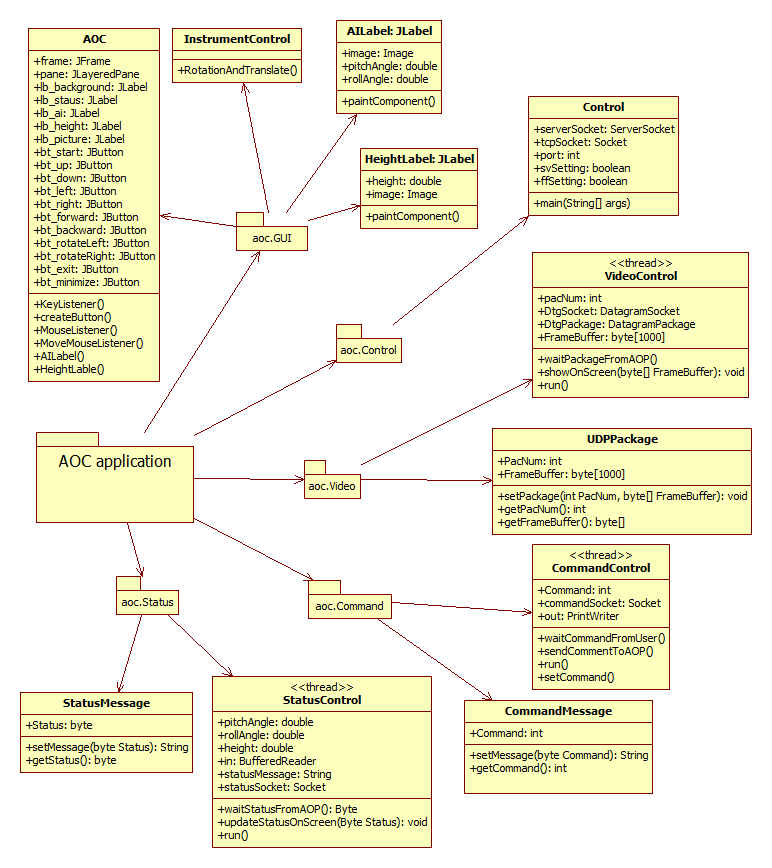 AOC
+frame: JFrame
+pane: JLayeredPane
+lb_background: JLabel
+lb_staus: JLabel
+lb_ai: JLabel
+lb_height: JLabel
+lb_picture: JLabel
+bt_start: JButton
+bt_up: JButton
+bt_down: JButton
+bt_left: JButton
+bt_right: JButton
+bt_forward: JButton
+bt_backward: JButton
+bt_rotateLeft: JButton
+bt_rotateRight: JButton
+bt_exit: JButton
+bt_minimize: JButton
+KeyListener()
+createButton()
+MouseListener()
+MoveMouseListener()
+AILabel()
+HeightLable()
InstrumentControl
+RotationAndTranslate()
AILabel: JLabel
+image: Image
+pitchAngle: double
+rollAngle: double
+paintComponent()
HeightLabel: JLabel
+height: double
+image: Image
+paintComponent()
Control
+serverSocket: ServerSocket
+tcpSocket: Socket
+port: int
+svSetting: boolean
+ffSetting: boolean
+main(String[] args)
aoc.GUI
aoc.Control
<<thread>>
VideoControl
+pacNum: int
+DtgSocket: DatagramSocket
+DtgPackage: DatagramPackage
+FrameBuffer: byte[1000]
+waitPackageFromAOP()
+showOnScreen(byte[] FrameBuffer): void
+run()
AOC application
aoc.Video
UDPPackage
+PacNum: int
+FrameBuffer: byte[1000]
+setPackage(int PacNum, byte[] FrameBuffer): void
+getPacNum(): int
+getFrameBuffer(): byte[]
aoc.Status
aoc.Command
<<thread>>
CommandControl
+Command: int
+commandSocket: Socket
+out: PrintWriter
+waitCommandFromUser()
+sendCommentToAOP()
+run()
+setCommand()
StatusMessage
+Status: byte
+setMessage(byte Status): String
+getStatus(): byte
<<thread>>
StatusControl
+pitchAngle: double
+rollAngle: double
+height: double
+in: BufferedReader
+statusMessage: String
+statusSocket: Socket
+waitStatusFromAOP(): Byte
+updateStatusOnScreen(Byte Status): void
+run()
CommandMessage
+Command: int
+setMessage(byte Command): String
+getCommand(): int